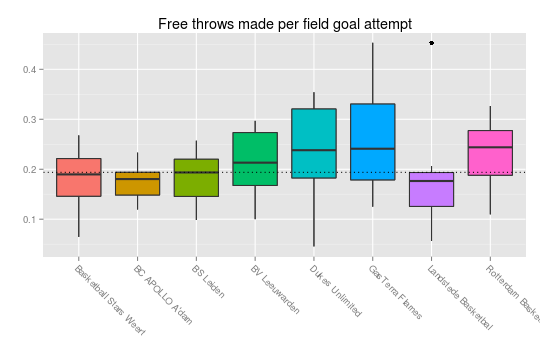 Free throws made per field goal attempt
0.4
0.3
0.2
0.1
Basketball Stars Weert
BC APOLLO A'dam
BS Leiden
BV Leeuwarden
Dukes Unlimited
GasTerra Flames
Landstede Basketbal
Rotterdam Basket